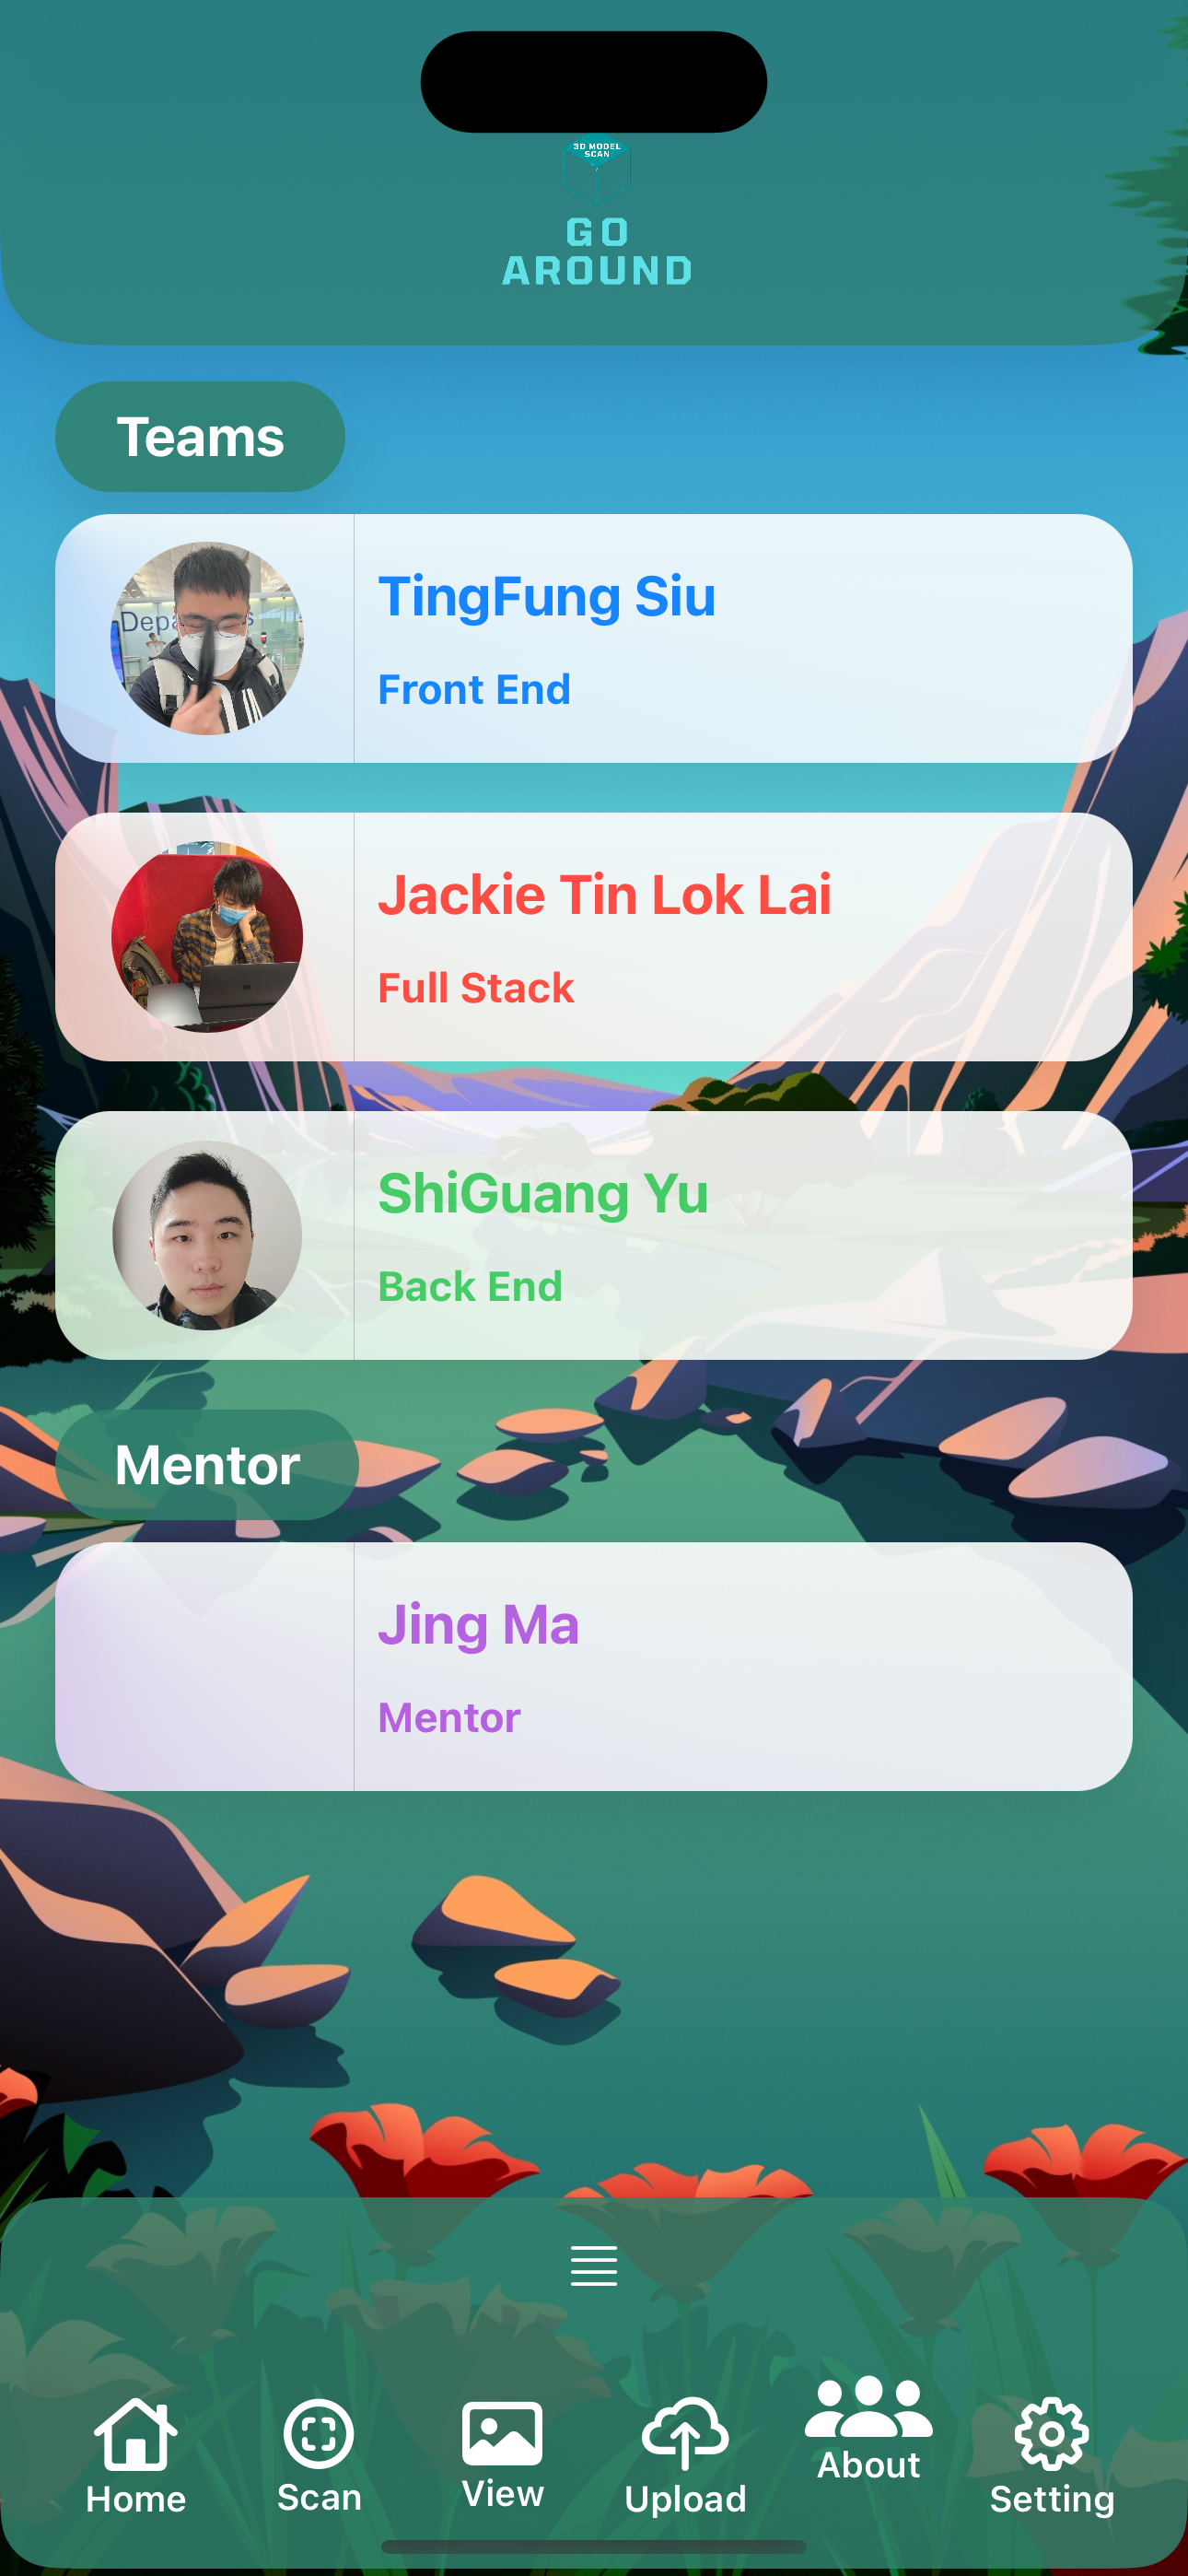 3D MODEL
SCAN
GO
AROUND
Teams
TingFung Siu
Front End
Jackie Tin Lok Lai
Full Stack
ShiGuang Yu
Back End
Mentor
Jing Ma
Mentor
Home
Scan
View
Upload
About
Setting